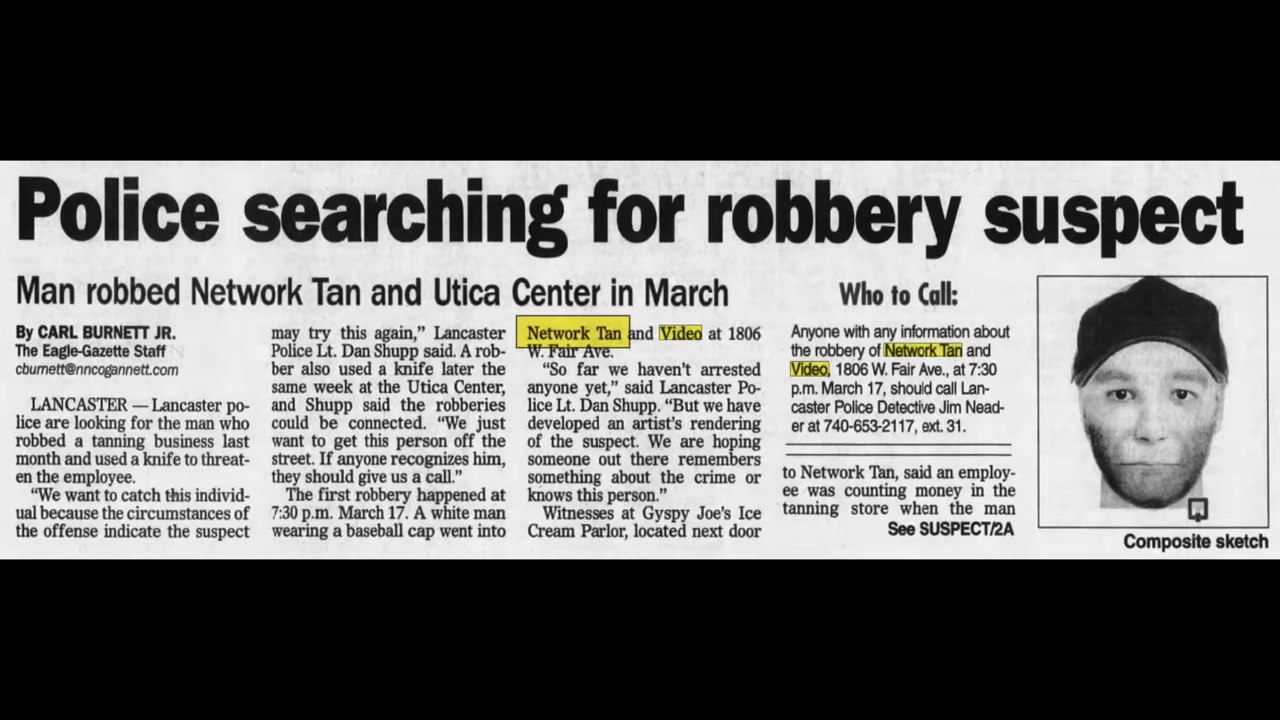 Police searching for robbery suspect
Man robbed Network Tan and Utica Center in March
By CARL BURNETT JR.
The Eagle-Gazette Staff
cburnett@nncogannett.com
LANCASTER — Lancaster po-
lice are looking for the man who
robbed a tanning business last
month and used a knife to threat-
en the employee.
“We want to catch this individ-
ual because the circumstances of
the offense indicate the suspect
may try this again,” Lancaster
Police Lt. Dan Shupp said. A rob-
ber also used a knife later the
same week at the Utica Center,
and Shupp said the robberies
could be connected. “We just
want to get this person off the
street. If anyone recognizes him,
they should give us a call.”
The first robbery happened at
7:30 p.m. March 17. A white man
wearing a baseball cap went into
Network Tan and Video at 1806
W. Fair Ave.
“So far we haven’t arrested
anyone yet,” said Lancaster Po-
lice Lt. Dan Shupp. “But we have
developed an artist’s rendering
of the suspect. We are hoping
someone out there remembers
something about the crime or
knows this person.”
Witnesses at Gyspy Joe’s Ice
Cream Parlor, located next door
Who to Call:
Anyone with any information about
the robbery of Network Tan and
Video, 1806 W. Fair Ave., at 7:30
p.m. March 17, should call Lan-
caster Police Detective Jim Nead-
er at 740-653-2117, ext. 31.
to Network Tan, said an employ-
ee was counting money in the
tanning store when the man
See SUSPECT/2A
Composite sketch